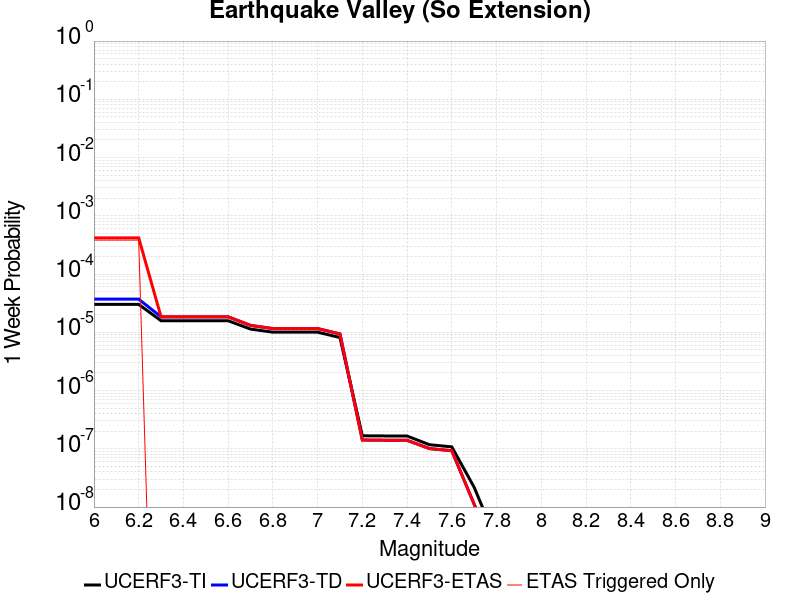 Earthquake Valley (So Extension)
10^0
10^-1
10^-2
10^-3
10^-4
10^-5
10^-6
10^-7
10^-8
1 Week Probability
6 6.2 6.4 6.6 6.8 7 7.2 7.4 7.6 7.8 8 8.2 8.4 8.6 8.8 9
Magnitude
UCERF3-TI UCERF3-TD UCERF3-ETAS ETAS Triggered Only